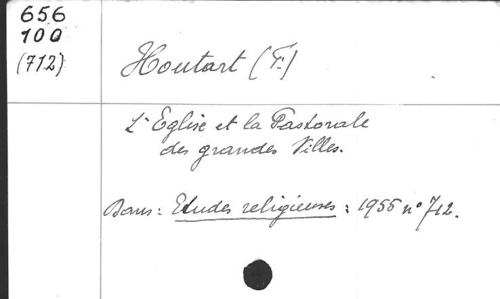 656
100
(712)
Houtart (F.)
L'Eglise et la Pastorale
des grandes Villes.
Dans: Etudes religieuses: 1955 n° 712.